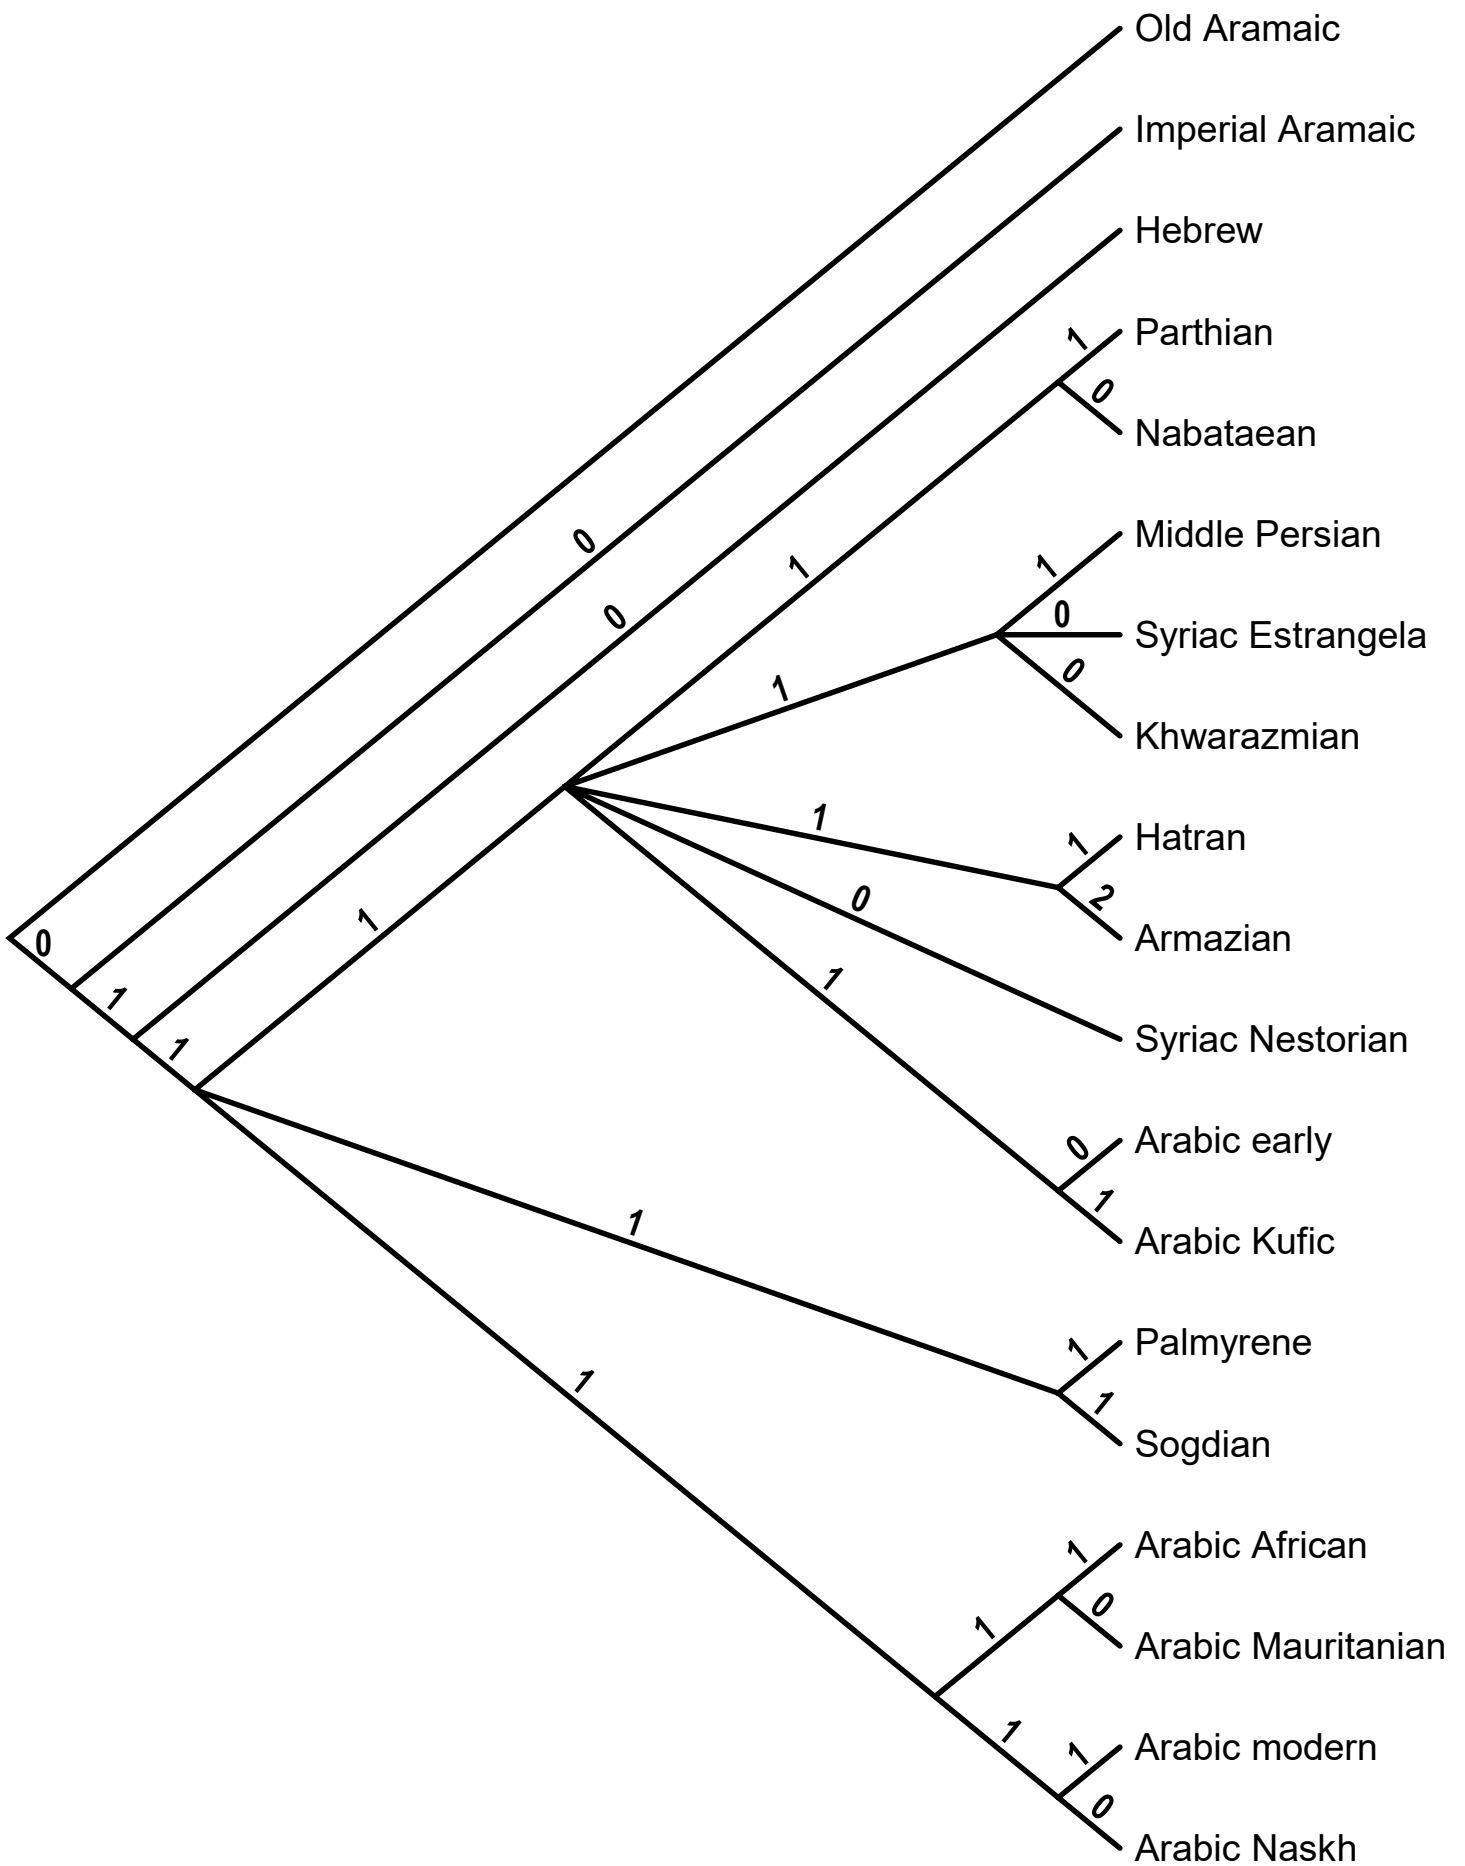 Old Aramaic
Imperial Aramaic
Hebrew
1
Parthian
0
Nabataean
Middle Persian
0
1
1
0
Syriac Estrangela
0
0
1
Khwarazmian
1
1
Hatran
2
0
1
0
Armazian
1
1
Syriac Nestorian
1
0
Arabic early
1
1
Arabic Kufic
1
Palmyrene
1
1
Sogdian
1
Arabic African
0
1
Arabic Mauritanian
1
1
Arabic modern
0
Arabic Naskh